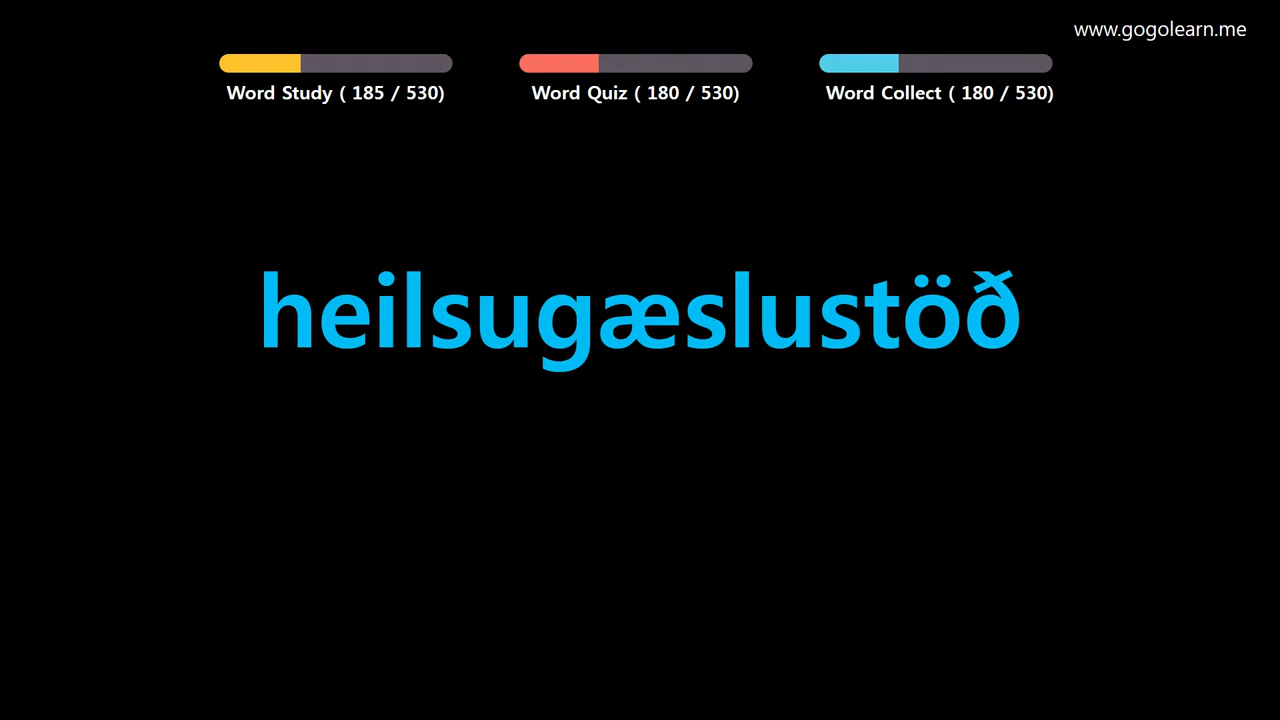 www.gogolearn.me
Word Study ( 185 / 530)
Word Quiz ( 180 / 530)
Word Collect ( 180 / 530)
heilsugæslustöð